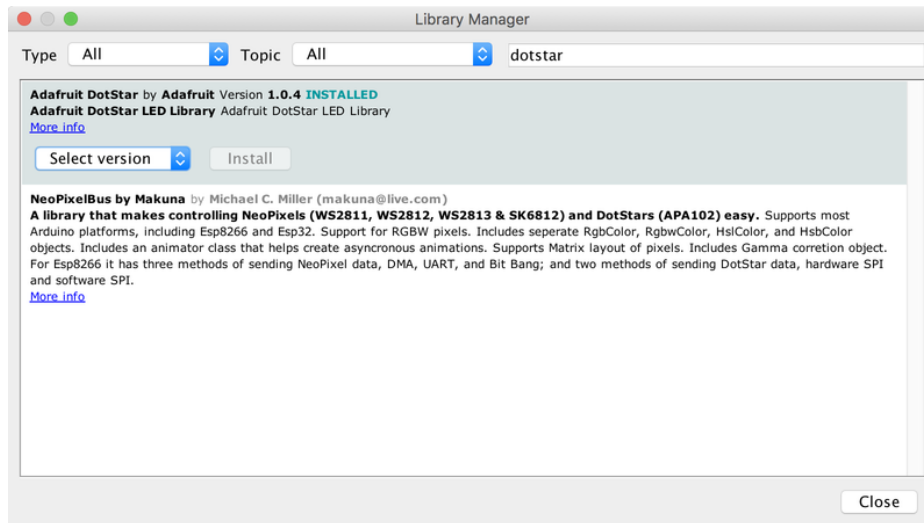 Library Manager
Type All Topic All dotstar
Adafruit DotStar by Adafruit Version 1.0.4 INSTALLED
Adafruit DotStar LED Library Adafruit DotStar LED Library
More info
Select version Install
NeoPixelBus by Makuna by Michael C. Miller (makuna@live.com)
A library that makes controlling NeoPixels (WS2811, WS2812, WS2813 & SK6812) and DotStars (APA102) easy. Supports most
Arduino platforms, including Esp8266 and Esp32. Support for RGBW pixels. Includes seperate RgbColor, RgbwColor, HslColor, and HsbColor
objects. Includes an animator class that helps create asyncronous animations. Supports Matrix layout of pixels. Includes Gamma corretion object.
For Esp8266 it has three methods of sending NeoPixel data, DMA, UART, and Bit Bang; and two methods of sending DotStar data, hardware SPI
and software SPI.
More info
Close